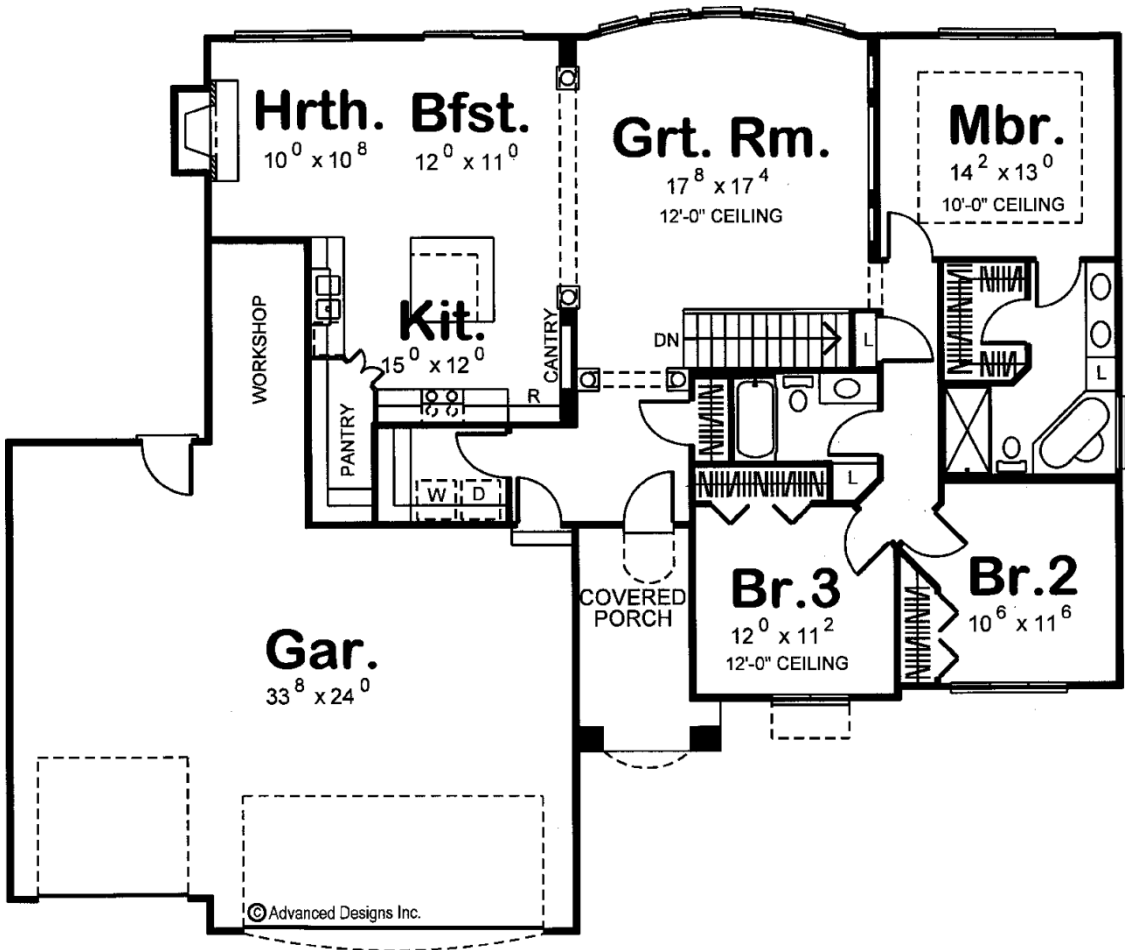 Hrth.
10⁰ x 10⁸
Bfst.
12⁰ x 11⁰
Grt. Rm.
17⁸ x 17⁴
12'-0" CEILING
Mbr.
14² x 13⁰
10'-0" CEILING
WORKSHOP
Kit.
15⁰ x 12⁰
CANTRY
R
PANTRY
W
D
DN
L
L
L
COVERED
PORCH
Br.3
12⁰ x 11²
12'-0" CEILING
Br.2
10⁶ x 11⁶
Gar.
33⁸ x 24⁰
© Advanced Designs Inc.